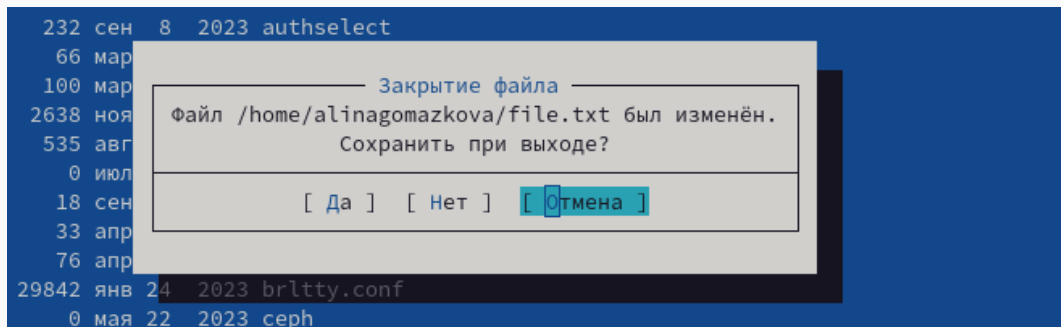 232 сен 8 2023 authselect
66 мар
100 мар
Закрытие файла
2638 ноя
Файл /home/alinagomazkova/file.txt был изменён.
535 авг
Сохранить при выходе?
0 июл
18 сен
[ Да ] [ Нет ] [ Отмена ]
33 апр
76 апр
29842 янв 24 2023 brltty.conf
0 мая 22 2023 ceph